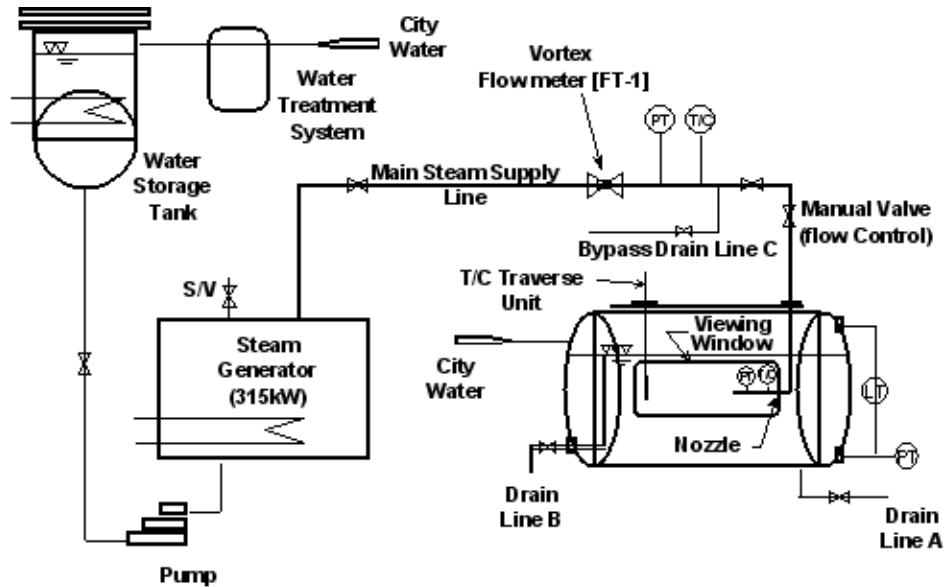 City
Water
Vortex
Flowmeter [FT-1]
Water
Treatment
System
PT
T/C
Water
Storage
Tank
Main Steam Supply
Line
Manual Valve
(flow Control)
Bypass Drain Line C
S/V
T/C Traverse
Unit
Steam
Generator
(315kW)
Viewing
Window
City
Water
PT
T/C
LT
Nozzle
PT
Drain
Line B
Drain
Line A
Pump